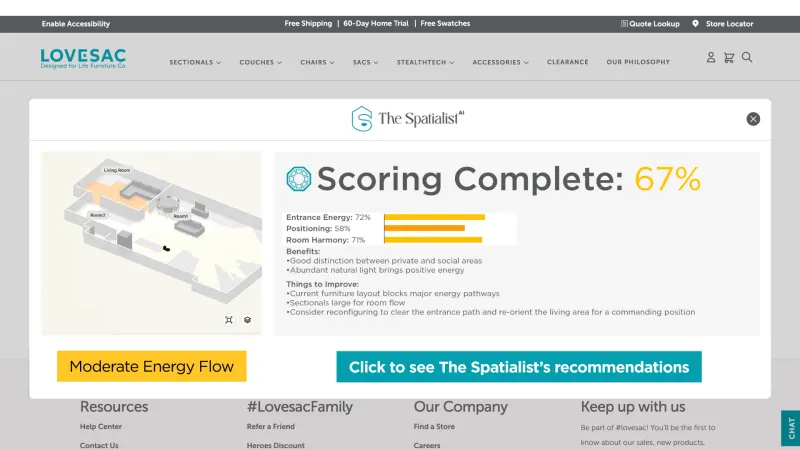 Enable Accessibility
Free Shipping | 60-Day Home Trial | Free Swatches
Quote Lookup
Store Locator
LOVESAC
Designed for Life Furniture Co.
SECTIONALS
COUCHES
CHAIRS
SACS
STEALTHTECH
ACCESSORIES
CLEARANCE
OUR PHILOSOPHY
The Spatialist AI
Living Room
Room2
Room1
Scoring Complete: 67%
Entrance Energy: 72%
Positioning: 58%
Room Harmony: 71%
Benefits:
•Good distinction between private and social areas
•Abundant natural light brings positive energy
Things to Improve:
•Current furniture layout blocks major energy pathways
•Sectionals large for room flow
•Consider reconfiguring to clear the entrance path and re-orient the living area for a commanding position
Moderate Energy Flow
Click to see The Spatialist's recommendations
Resources
Help Center
Contact Us
#LovesacFamily
Refer a Friend
Heroes Discount
Our Company
Find a Store
Careers
Keep up with us
Be part of #lovesac! You'll be the first to
know about our sales, new products,
CHAT